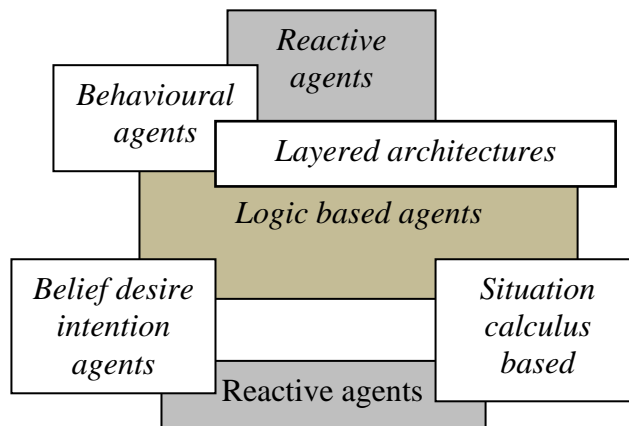 Reactive
agents
Behavioural
agents
Layered architectures
Logic based agents
Belief desire
intention
agents
Situation
calculus
based
Reactive agents